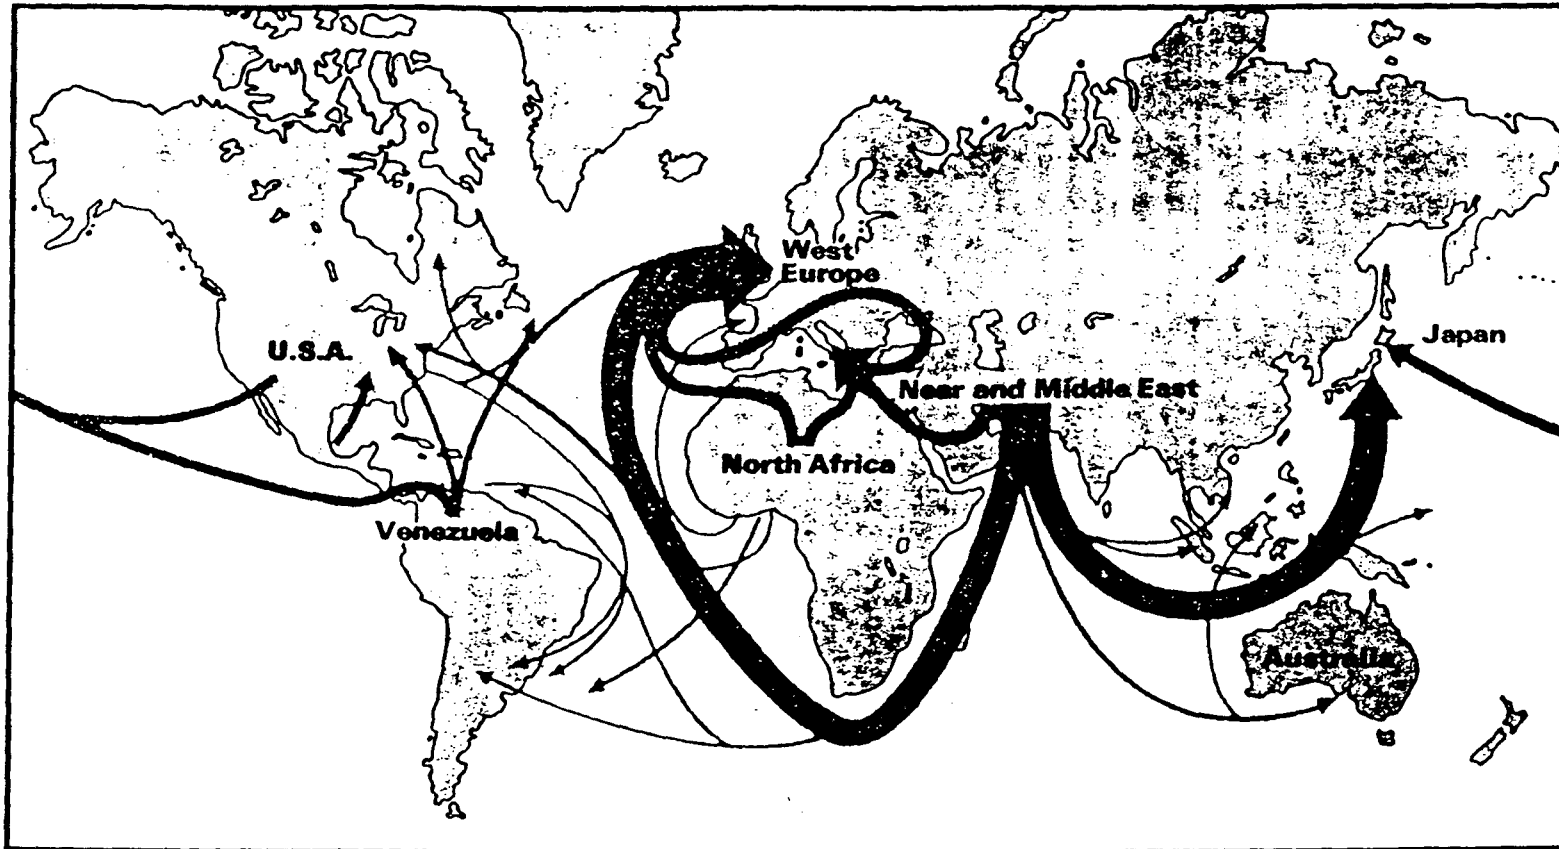 West
Europe
U.S.A.
Japan
Near and Middle East
North Africa
Venezuela
Australia